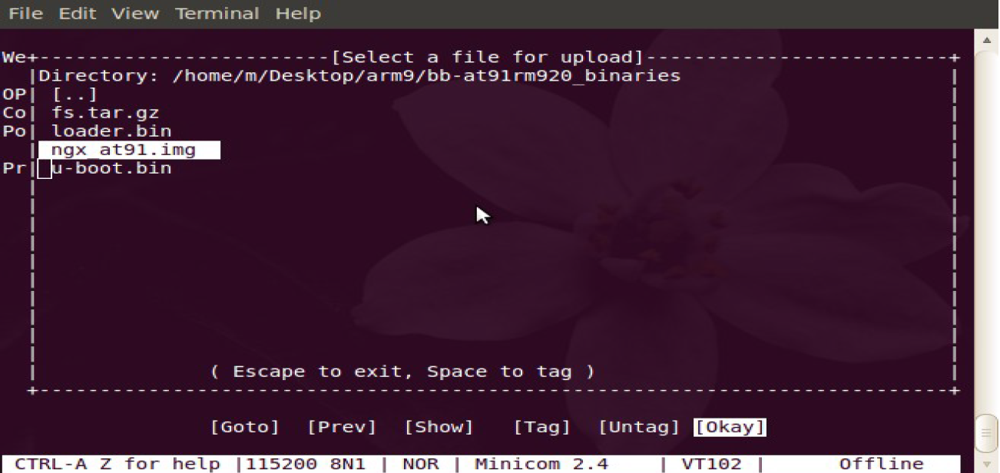 File Edit View Terminal Help
We+------------------------[Select a file for upload]-------------------------+
|Directory: /home/m/Desktop/arm9/bb-at91rm920_binaries |
OP| [..] |
Co| fs.tar.gz |
Po| loader.bin |
| ngx_at91.img |
Pr| u-boot.bin |
( Escape to exit, Space to tag )
+----------------------------------------------------------------------------+
[Goto] [Prev] [Show] [Tag] [Untag] [Okay]
CTRL-A Z for help |115200 8N1 | NOR | Minicom 2.4 | VT102 | Offline